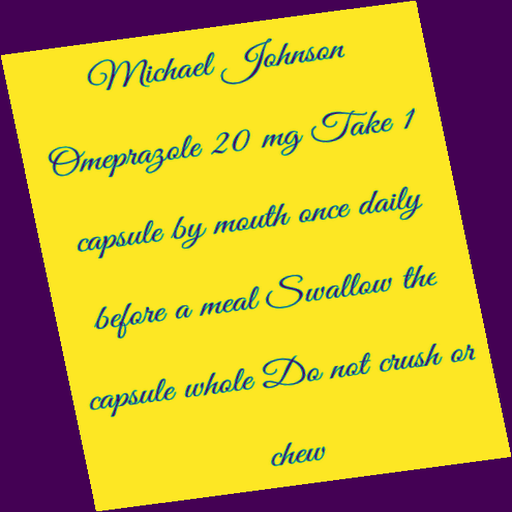 Michael Johnson
Omeprazole 20 mg Take 1
capsule by mouth once daily
before a meal Swallow the
capsule whole Do not crush or
chew